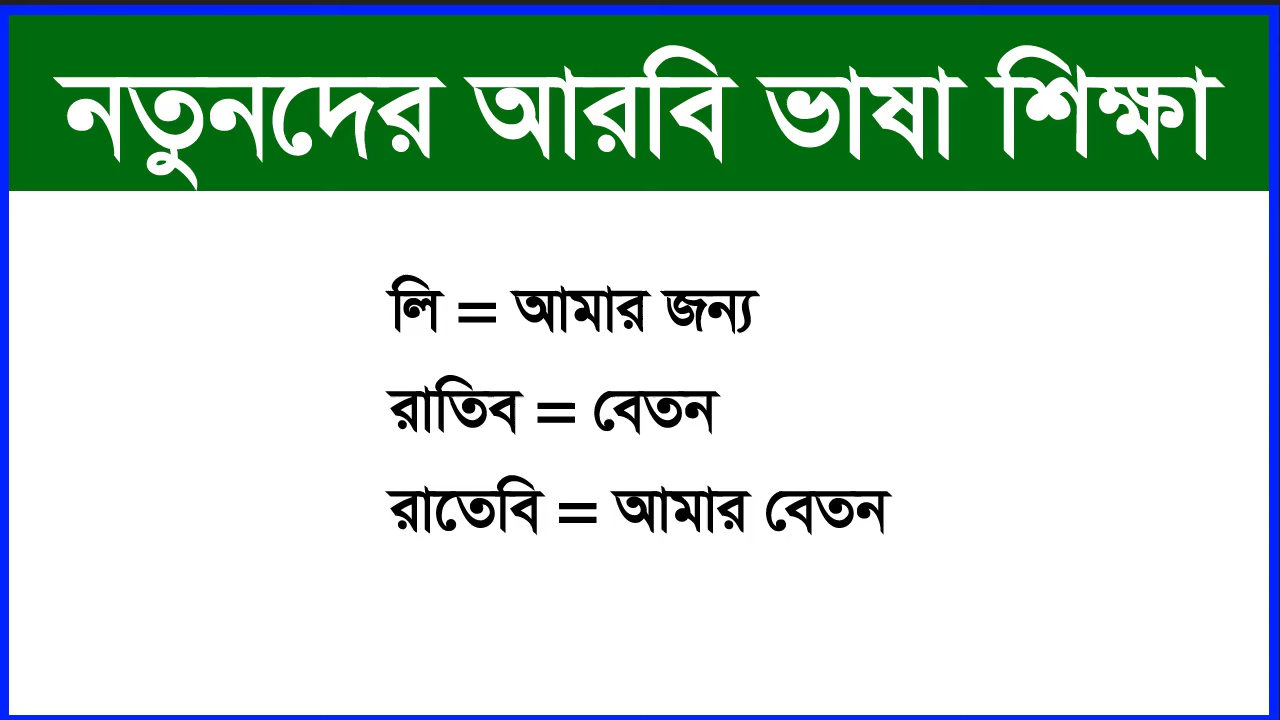 নতুনদের আরবি ভাষা শিক্ষা
লি = আমার জন্য
রাতিব = বেতন
রাতেবি = আমার বেতন